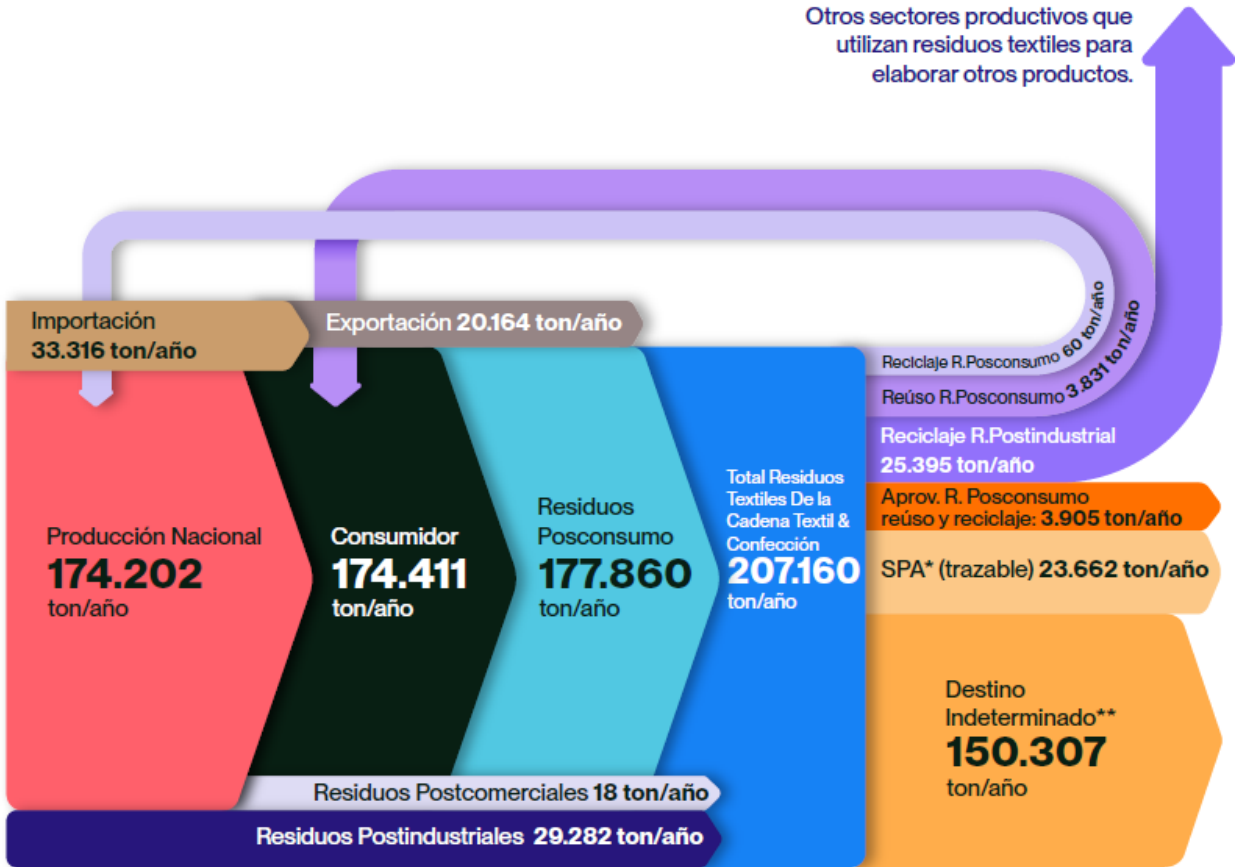 Otros sectores productivos que
utilizan residuos textiles para
elaborar otros productos.
Importación
33.316 ton/año
Exportación 20.164 ton/año
Reciclaje R.Posconsumo 60 ton/año
Reúso R.Posconsumo 3.831 ton/año
Reciclaje R.Postindustrial
25.395 ton/año
Producción Nacional
174.202
ton/año
Consumidor
174.411
ton/año
Residuos
Posconsumo
177.860
ton/año
Total Residuos
Textiles De la
Cadena Textil &
Confección
207.160
ton/año
Aprov. R. Posconsumo
reúso y reciclaje: 3.905 ton/año
SPA* (trazable) 23.662 ton/año
Destino
Indeterminado**
150.307
ton/año
Residuos Postcomerciales 18 ton/año
Residuos Postindustriales 29.282 ton/año